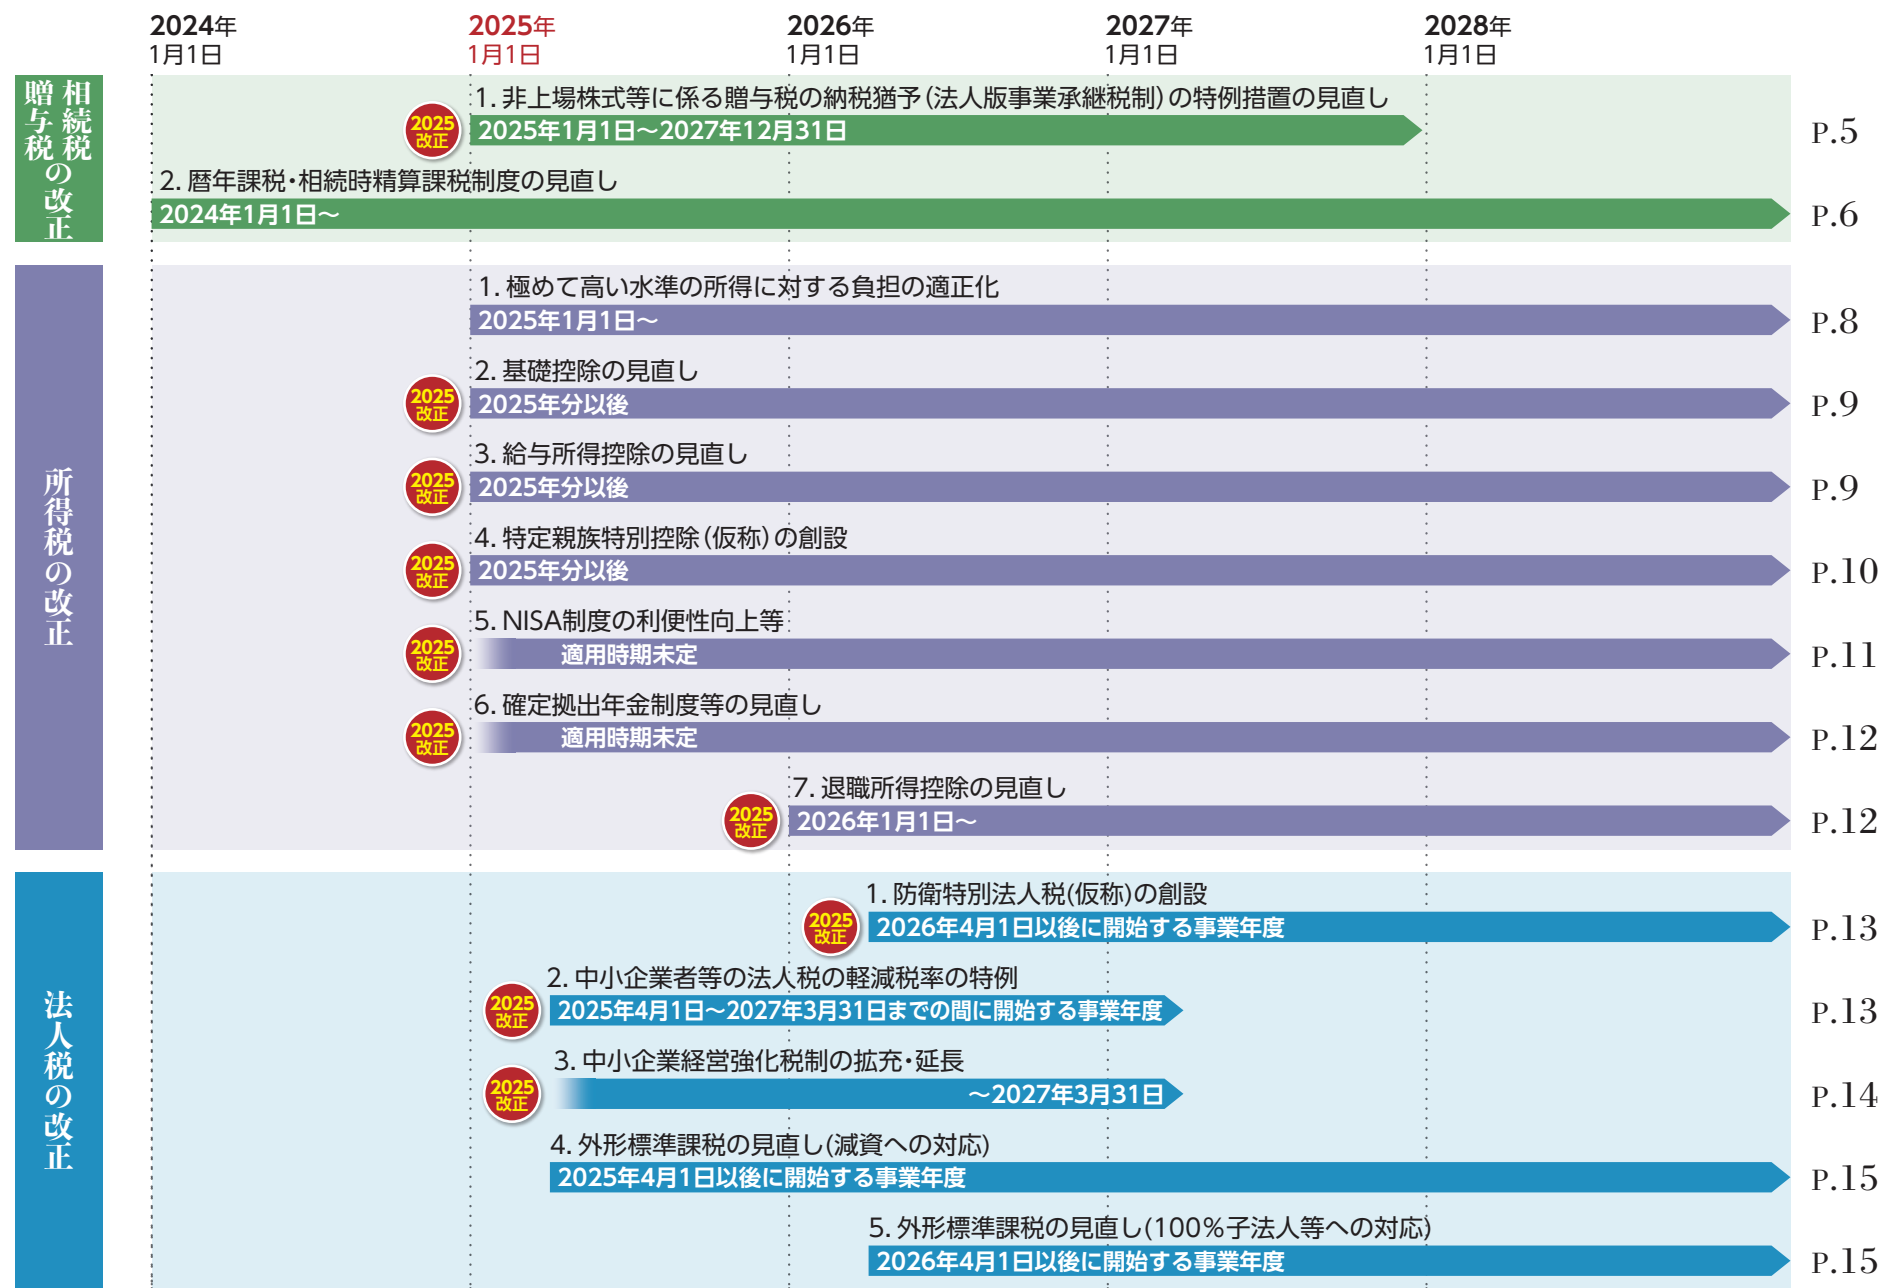 2024年
1月1日
2025年
1月1日
2026年
1月1日
2027年
1月1日
2028年
1月1日
相続税
贈与税
の改正
1. 非上場株式等に係る贈与税の納税猶予（法人版事業承継税制）の特例措置の見直し
2025
改正
2025年1月1日～2027年12月31日
P.5
2. 暦年課税・相続時精算課税制度の見直し
2024年1月1日～
P.6
所得税の改正
1. 極めて高い水準の所得に対する負担の適正化
2025年1月1日～
P.8
2. 基礎控除の見直し
2025
改正
2025年分以後
P.9
3. 給与所得控除の見直し
2025
改正
2025年分以後
P.9
4. 特定親族特別控除（仮称）の創設
2025
改正
2025年分以後
P.10
5. NISA制度の利便性向上等
2025
改正
適用時期未定
P.11
6. 確定拠出年金制度等の見直し
2025
改正
適用時期未定
P.12
7. 退職所得控除の見直し
2025
改正
2026年1月1日～
P.12
法人税の改正
1. 防衛特別法人税(仮称)の創設
2025
改正
2026年4月1日以後に開始する事業年度
P.13
2. 中小企業者等の法人税の軽減税率の特例
2025
改正
2025年4月1日～2027年3月31日までの間に開始する事業年度
P.13
3. 中小企業経営強化税制の拡充・延長
2025
改正
～2027年3月31日
P.14
4. 外形標準課税の見直し(減資への対応)
2025年4月1日以後に開始する事業年度
P.15
5. 外形標準課税の見直し(100％子法人等への対応)
2026年4月1日以後に開始する事業年度
P.15